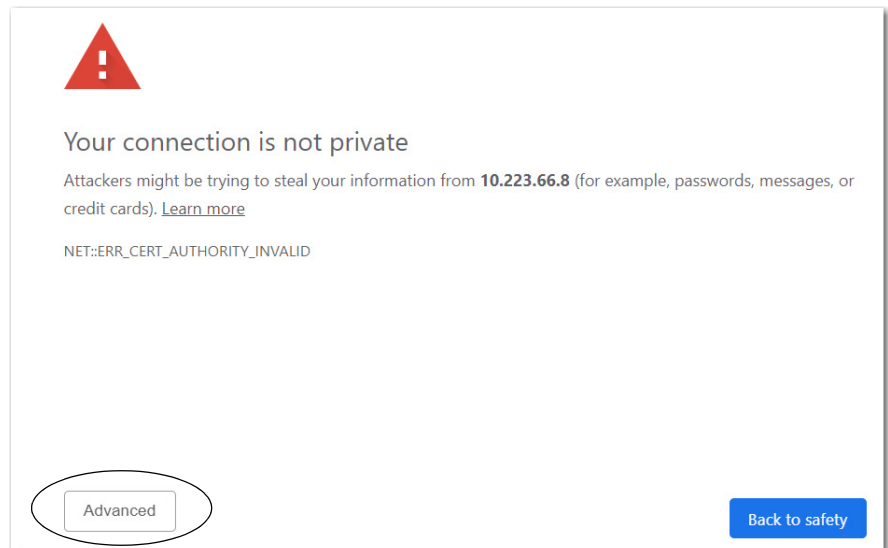 Your connection is not private
Attackers might be trying to steal your information from 10.223.66.8 (for example, passwords, messages, or
credit cards). Learn more
NET::ERR_CERT_AUTHORITY_INVALID
Advanced
Back to safety